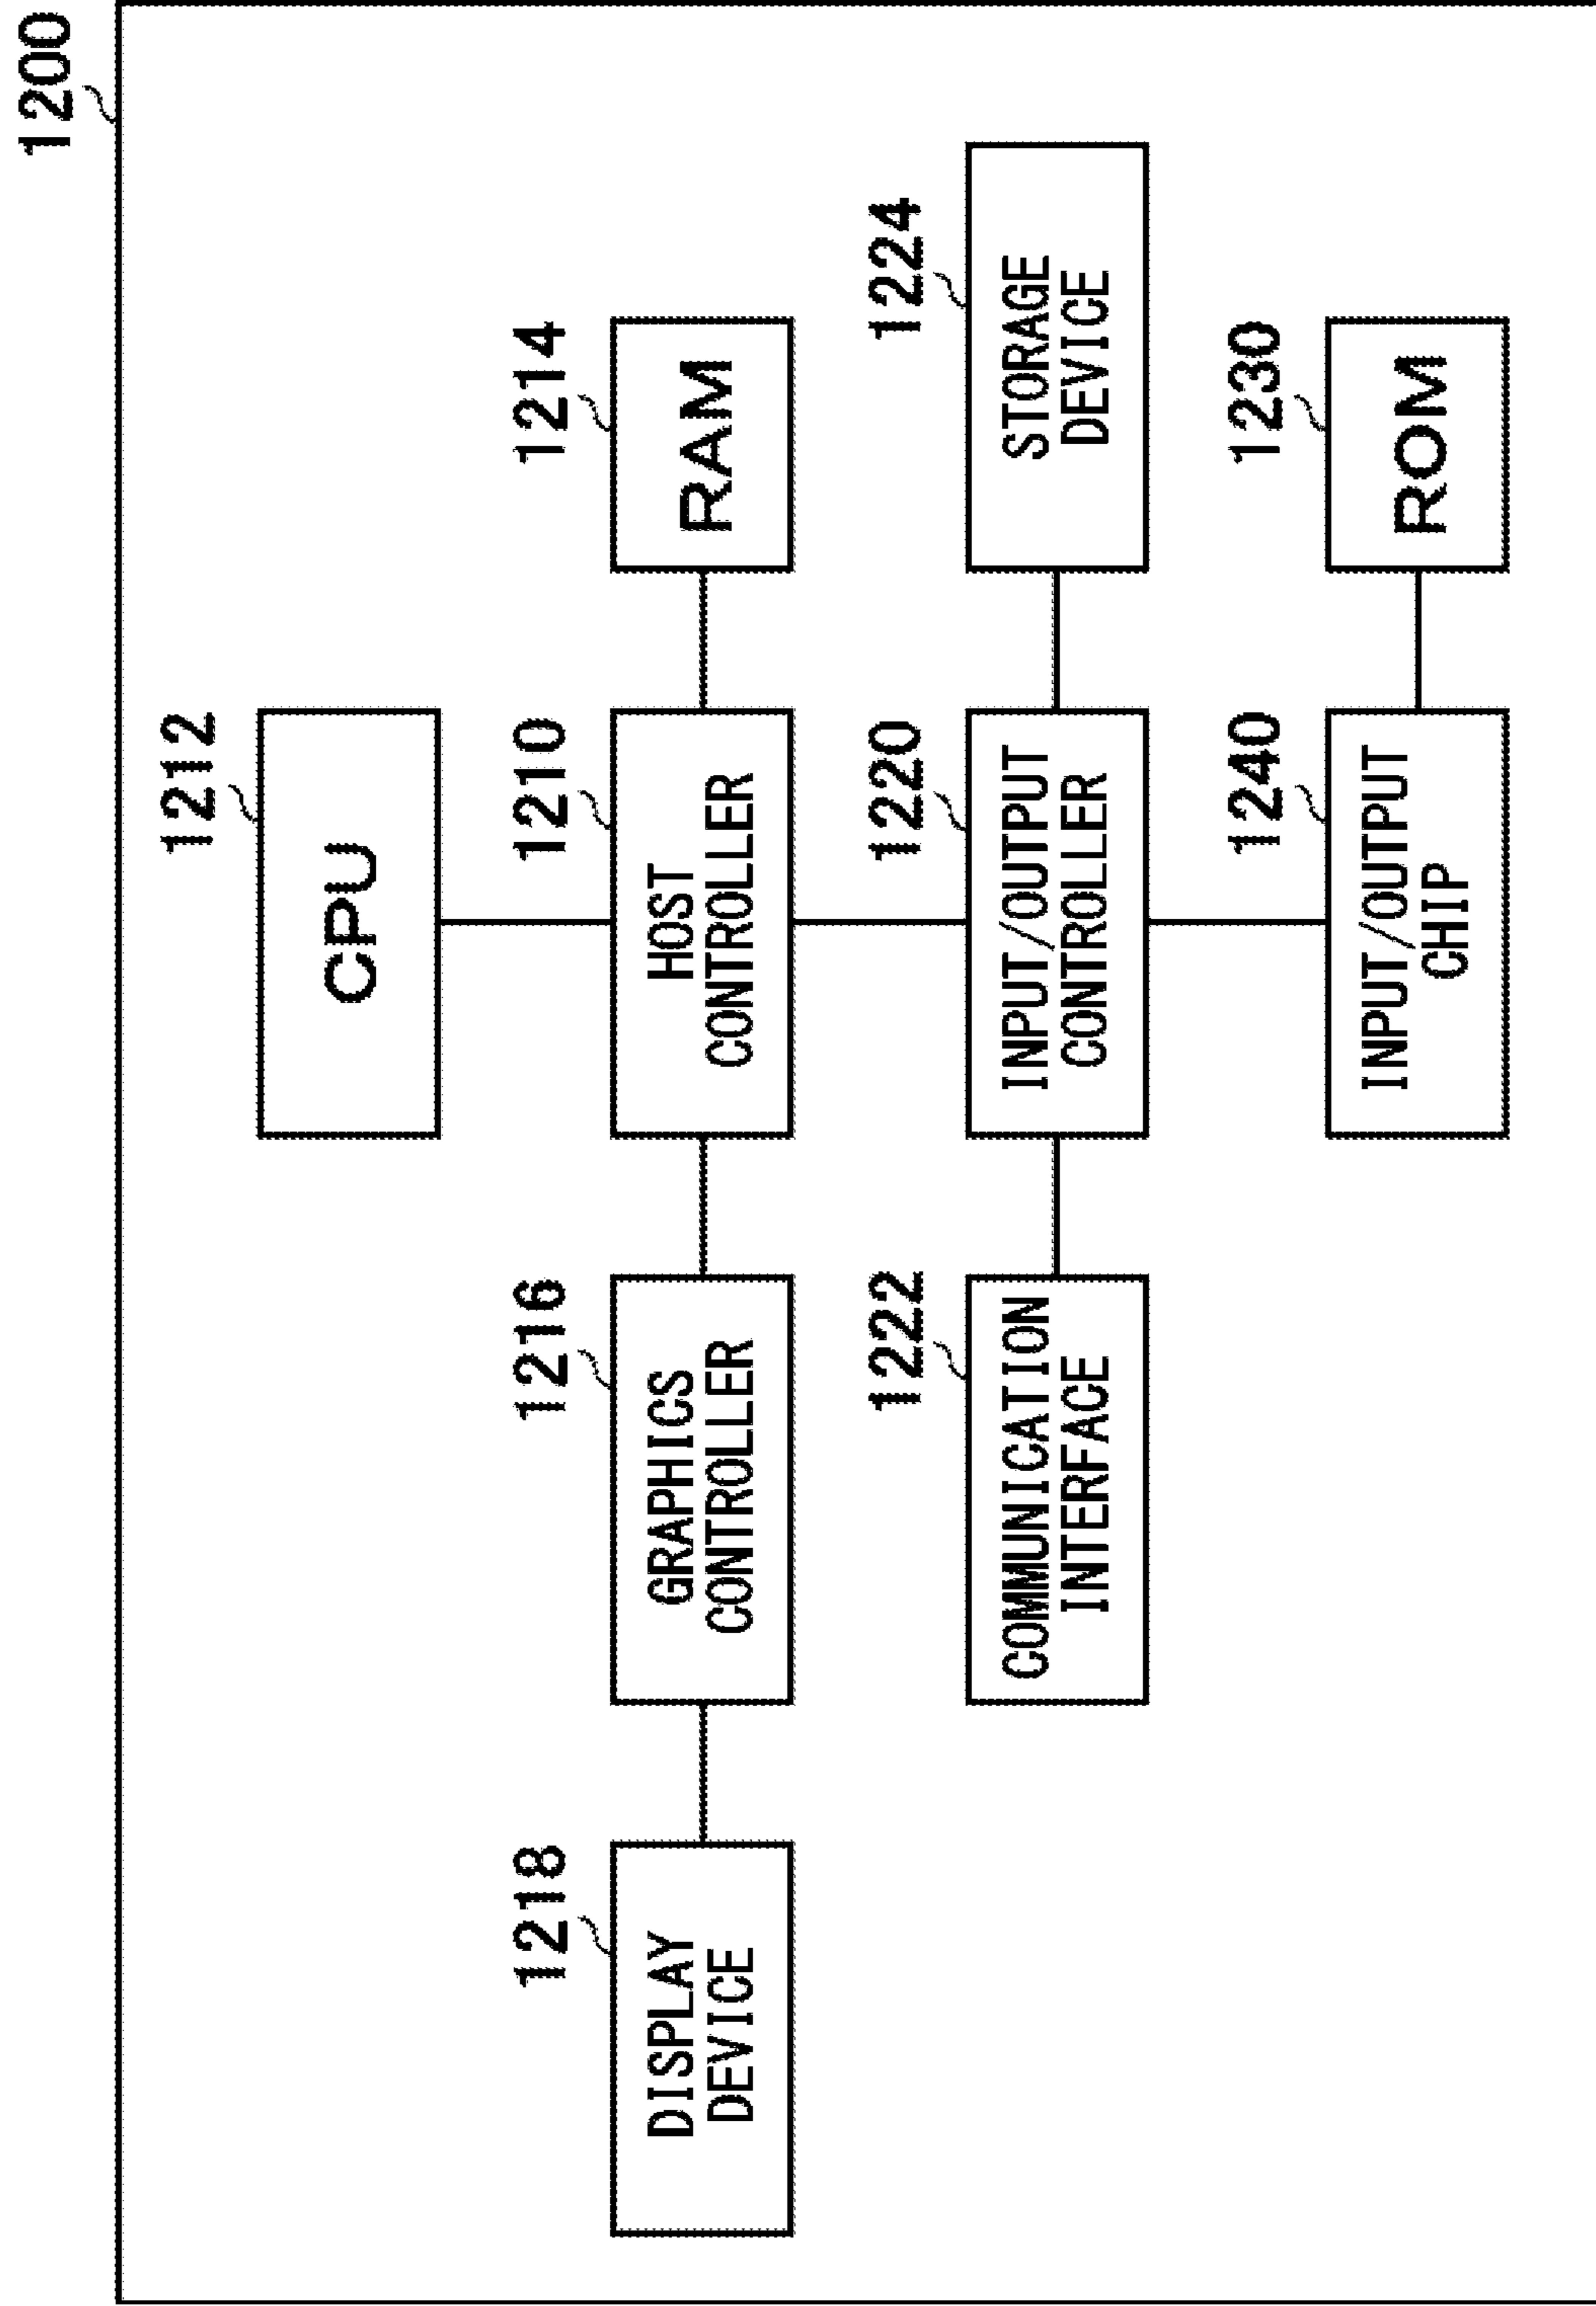 1200
1212
CPU
1218
DISPLAY
DEVICE
1216
GRAPHICS
CONTROLLER
1210
HOST
CONTROLLER
1214
RAM
1222
COMMUNICATION
INTERFACE
1220
INPUT/OUTPUT
CONTROLLER
1224
STORAGE
DEVICE
1240
INPUT/OUTPUT
CHIP
1230
ROM